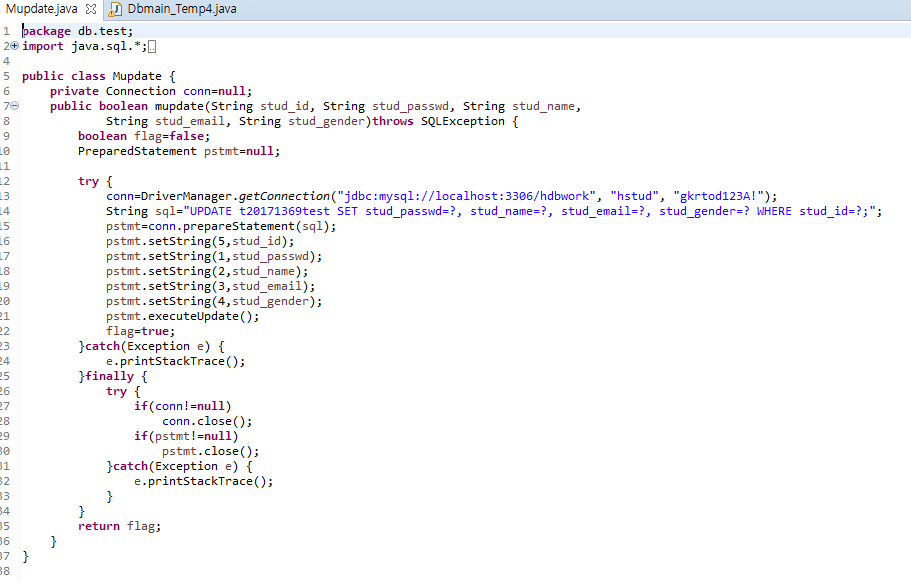 Mupdate.java Dbmain_Temp4.java
1 package db.test;
2 import java.sql.*;
4
5 public class Mupdate {
6 private Connection conn=null;
7 public boolean mupdate(String stud_id, String stud_passwd, String stud_name,
8 String stud_email, String stud_gender)throws SQLException {
9 boolean flag=false;
10 PreparedStatement pstmt=null;
11
12 try {
13 conn=DriverManager.getConnection("jdbc:mysql://localhost:3306/hdbwork", "hstud", "gkrtod123A!");
14 String sql="UPDATE t20171369test SET stud_passwd=?, stud_name=?, stud_email=?, stud_gender=? WHERE stud_id=?;";
15 pstmt=conn.prepareStatement(sql);
16 pstmt.setString(5,stud_id);
17 pstmt.setString(1,stud_passwd);
18 pstmt.setString(2,stud_name);
19 pstmt.setString(3,stud_email);
20 pstmt.setString(4,stud_gender);
21 pstmt.executeUpdate();
22 flag=true;
23 }catch(Exception e) {
24 e.printStackTrace();
25 }finally {
26 try {
27 if(conn!=null)
28 conn.close();
29 if(pstmt!=null)
30 pstmt.close();
31 }catch(Exception e) {
32 e.printStackTrace();
33 }
34 }
35 return flag;
36 }
37 }
38